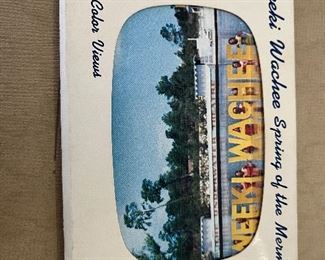 eeki Wachee Spring of the Merm
WEEKI WACHEE
Color Views